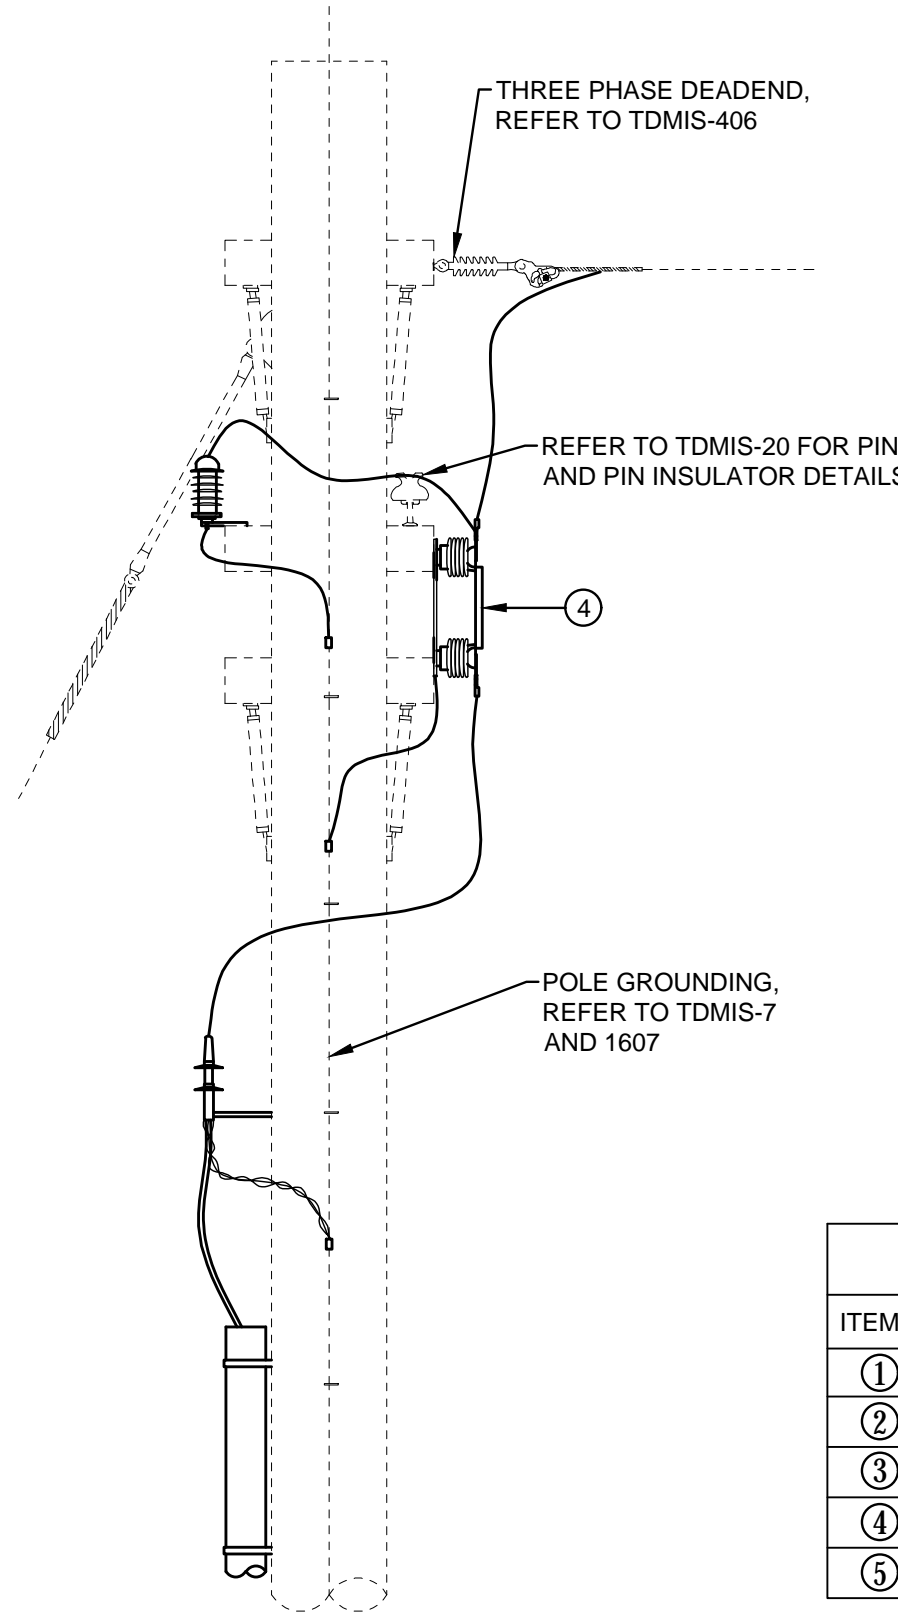 THREE PHASE DEADEND,
REFER TO TDMIS-406
REFER TO TDMIS-20 FOR PIN
AND PIN INSULATOR DETAILS
4
POLE GROUNDING,
REFER TO TDMIS-7
AND 1607
ITEM
1
2
3
4
5